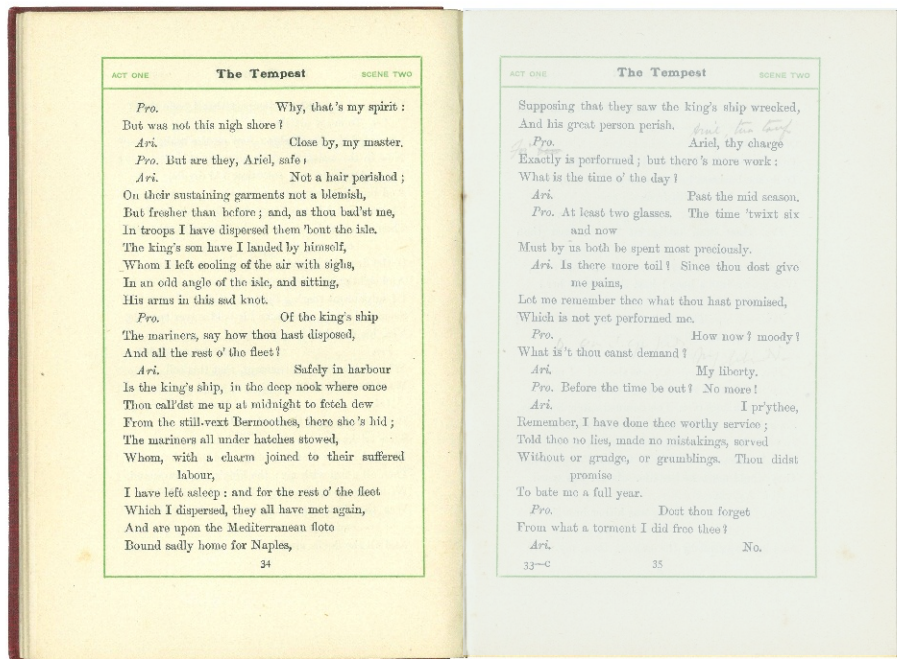 ACT ONE The Tempest SCENE TWO
Pro. Why, that's my spirit :
But was not this nigh shore ?
Ari. Close by, my master.
Pro. But are they, Ariel, safe ?
Ari. Not a hair perished ;
On their sustaining garments not a blemish,
But fresher than before ; and, as thou bad'st me,
In troops I have dispersed them 'bout the isle.
The king's son have I landed by himself,
Whom I left cooling of the air with sighs,
In an odd angle of the isle, and sitting,
His arms in this sad knot.
Pro. Of the king's ship
The mariners, say how thou hast disposed,
And all the rest o' the fleet ?
Ari. Safely in harbour
Is the king's ship, in the deep nook where once
Thou call'dst me up at midnight to fetch dew
From the still-vext Bermoothes, there she's hid ;
The mariners all under hatches stowed,
Whom, with a charm joined to their suffered
labour,
I have left asleep : and for the rest o' the fleet
Which I dispersed, they all have met again,
And are upon the Mediterranean flote
Bound sadly home for Naples,
34
ACT ONE The Tempest SCENE TWO
Supposing that they saw the king's ship wrecked,
And his great person perish.
Pro. Ariel, thy charge
Exactly is performed ; but there's more work :
What is the time o' the day ?
Ari. Past the mid season.
Pro. At least two glasses. The time 'twixt six
and now
Must by us both be spent most preciously.
Ari. Is there more toil ? Since thou dost give
me pains,
Let me remember thee what thou hast promised,
Which is not yet performed me.
Pro. How now ? moody ?
What is't thou canst demand ?
Ari. My liberty.
Pro. Before the time be out ? No more !
Ari. I pr'ythee,
Remember, I have done thee worthy service ;
Told thee no lies, made no mistakings, served
Without or grudge, or grumblings. Thou didst
promise
To bate me a full year.
Pro. Dost thou forget
From what a torment I did free thee ?
Ari. No.
33—C 35